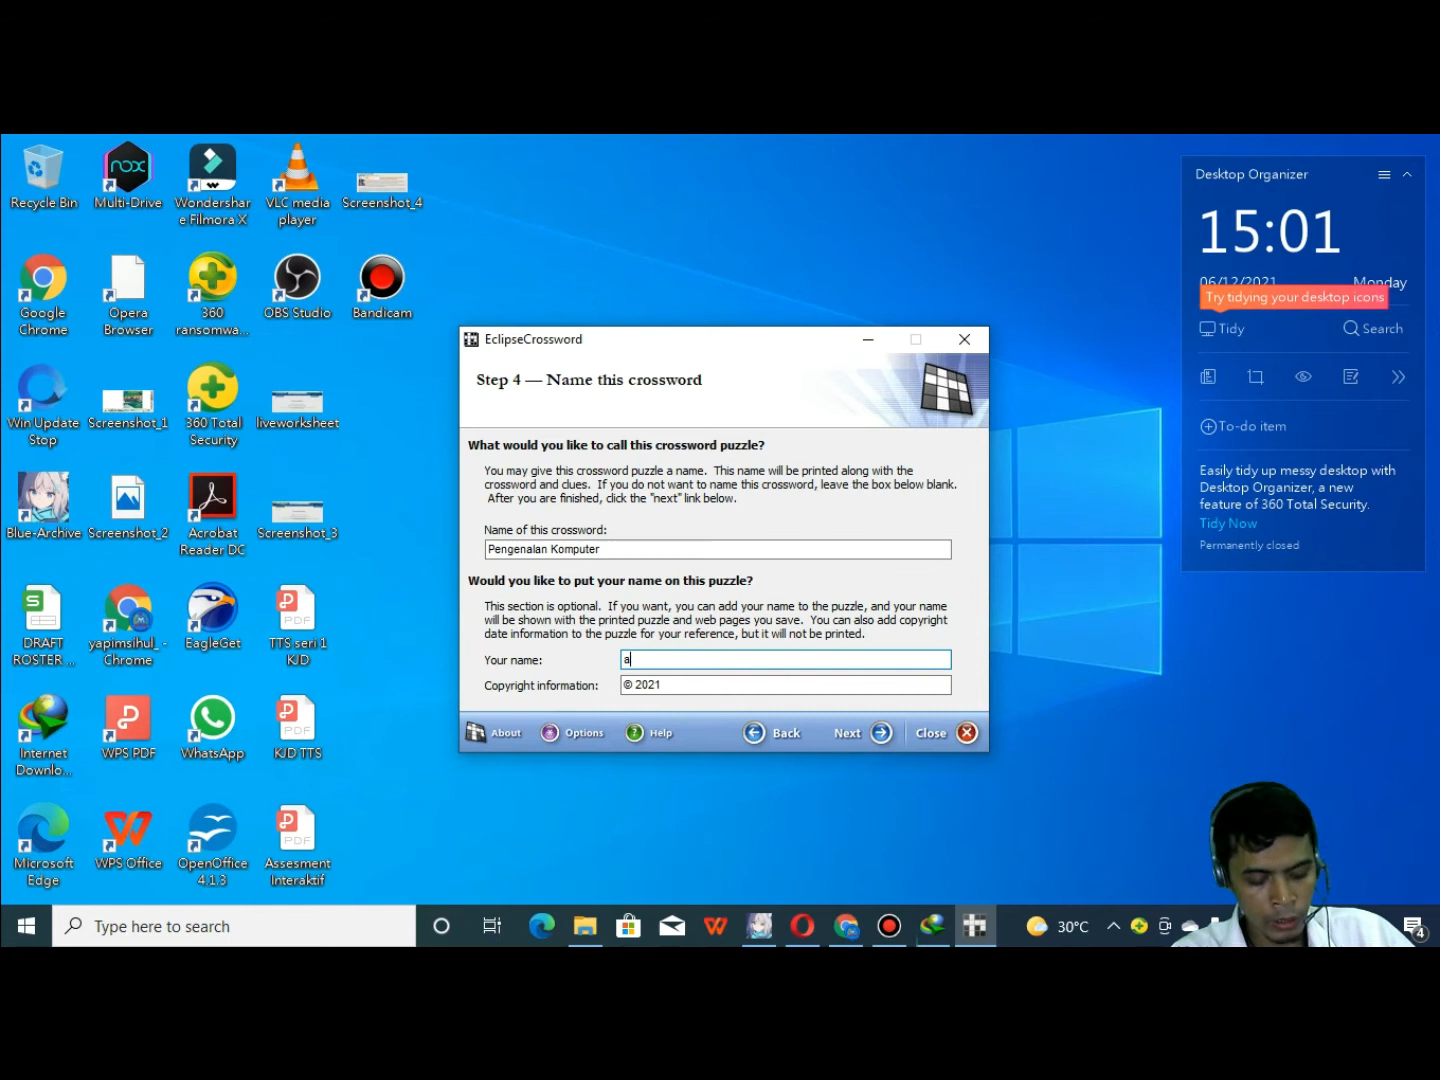 Recycle Bin
Multi-Drive
Wondershar
e Filmora X
VLC media
player
Screenshot_4
Google
Chrome
Opera
Browser
360
ransomwa...
OBS Studio
Bandicam
Win Update
Stop
Screenshot_1
360 Total
Security
liveworksheet
Blue-Archive
Screenshot_2
Acrobat
Reader DC
Screenshot_3
DRAFT
ROSTER ...
yapimsihul_ -
Chrome
EagleGet
TTS seri 1
KJD
Internet
Downlo...
WPS PDF
WhatsApp
KJD TTS
Microsoft
Edge
WPS Office
OpenOffice
4.1.3
Assesment
Interaktif
nox
S
PDF
PDF
PDF
EclipseCrossword
Step 4 — Name this crossword
What would you like to call this crossword puzzle?
You may give this crossword puzzle a name. This name will be printed along with the
crossword and clues. If you do not want to name this crossword, leave the box below blank.
After you are finished, click the "next" link below.
Name of this crossword:
Pengenalan Komputer
Would you like to put your name on this puzzle?
This section is optional. If you want, you can add your name to the puzzle, and your name
will be shown with the printed puzzle and web pages you save. You can also add copyright
date information to the puzzle for your reference, but it will not be printed.
Your name: a
Copyright information: © 2021
About Options Help Back Next Close
Desktop Organizer
15:01
06/12/2021 Monday
Try tidying your desktop icons
Tidy Search
To-do item
Easily tidy up messy desktop with
Desktop Organizer, a new
feature of 360 Total Security.
Tidy Now
Permanently closed
Type here to search
30°C
4